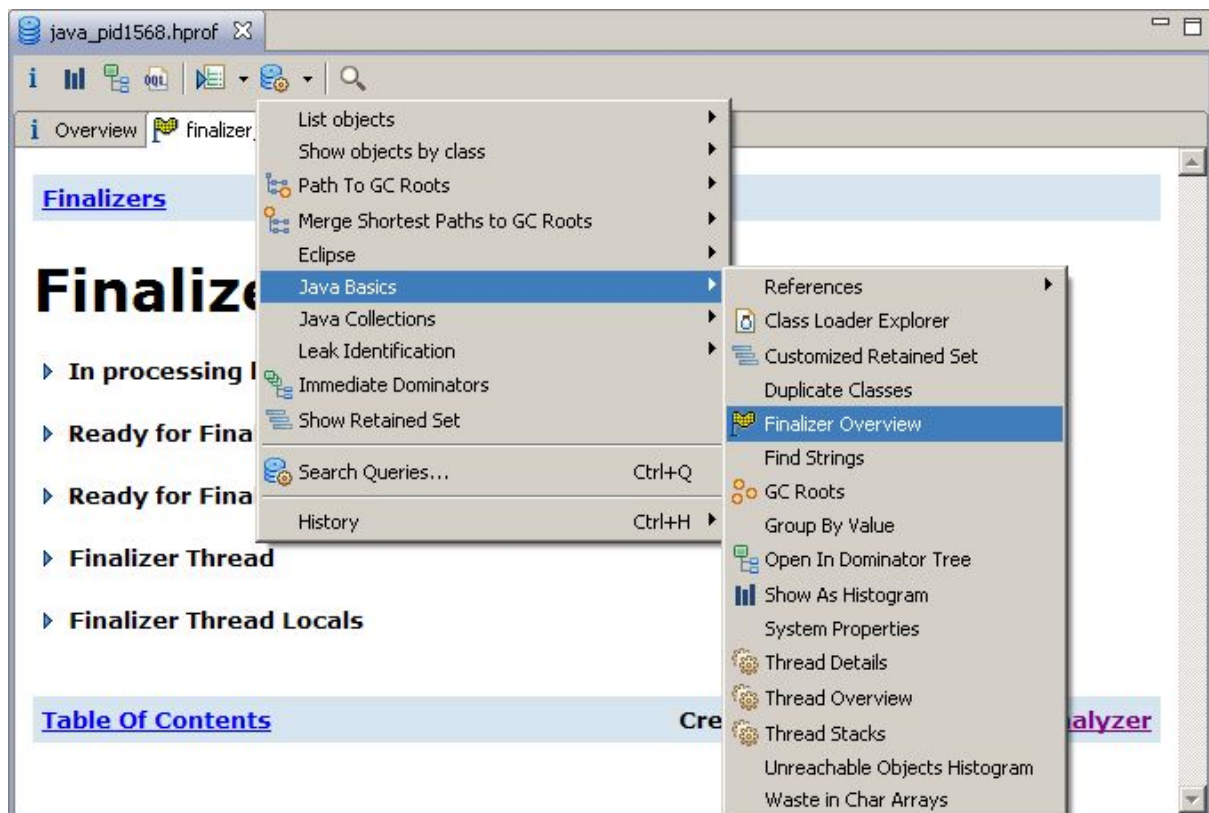 java_pid1568.hprof
i OQL
i Overview finalizer_
Finalizers
Finalize
In processing
Ready for Fina
Ready for Fina
Finalizer Thread
Finalizer Thread Locals
Table Of Contents Cre alyzer
List objects
Show objects by class
Path To GC Roots
Merge Shortest Paths to GC Roots
Eclipse
Java Basics
Java Collections
Leak Identification
Immediate Dominators
Show Retained Set
Search Queries... Ctrl+Q
History Ctrl+H
References
Class Loader Explorer
Customized Retained Set
Duplicate Classes
Finalizer Overview
Find Strings
GC Roots
Group By Value
Open In Dominator Tree
Show As Histogram
System Properties
Thread Details
Thread Overview
Thread Stacks
Unreachable Objects Histogram
Waste in Char Arrays